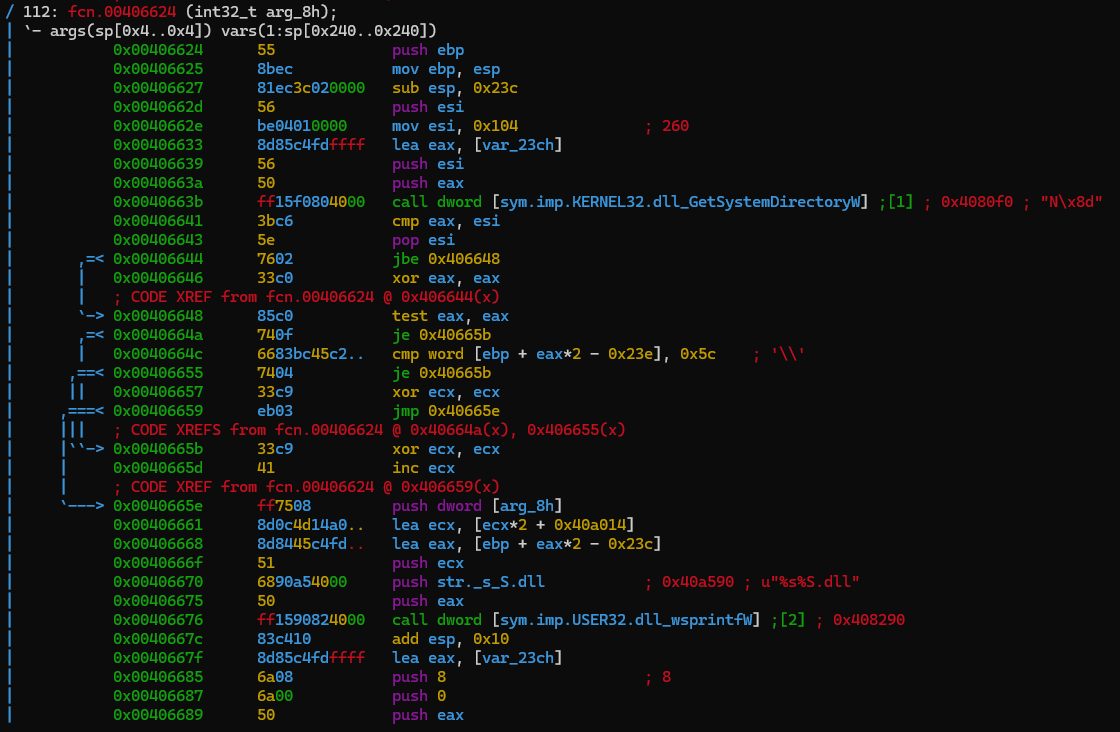 / 112: fcn.00406624 (int32_t arg_8h);
| `- args(sp[0x4..0x4]) vars(1:sp[0x240..0x240])
| 0x00406624 55 push ebp
| 0x00406625 8bec mov ebp, esp
| 0x00406627 81ec3c020000 sub esp, 0x23c
| 0x0040662d 56 push esi
| 0x0040662e be04010000 mov esi, 0x104 ; 260
| 0x00406633 8d85c4fdffff lea eax, [var_23ch]
| 0x00406639 56 push esi
| 0x0040663a 50 push eax
| 0x0040663b ff15f0804000 call dword [sym.imp.KERNEL32.dll_GetSystemDirectoryW] ;[1] ; 0x4080f0 ; "N\x8d"
| 0x00406641 3bc6 cmp eax, esi
| 0x00406643 5e pop esi
| ,=< 0x00406644 7602 jbe 0x406648
| | 0x00406646 33c0 xor eax, eax
| | ; CODE XREF from fcn.00406624 @ 0x406644(x)
| `-> 0x00406648 85c0 test eax, eax
| ,=< 0x0040664a 740f je 0x40665b
| | 0x0040664c 6683bc45c2.. cmp word [ebp + eax*2 - 0x23e], 0x5c ; '\\'
| ,==< 0x00406655 7404 je 0x40665b
| || 0x00406657 33c9 xor ecx, ecx
| ,===< 0x00406659 eb03 jmp 0x40665e
| ||| ; CODE XREFS from fcn.00406624 @ 0x40664a(x), 0x406655(x)
| |``-> 0x0040665b 33c9 xor ecx, ecx
| | 0x0040665d 41 inc ecx
| | ; CODE XREF from fcn.00406624 @ 0x406659(x)
| `---> 0x0040665e ff7508 push dword [arg_8h]
| 0x00406661 8d0c4d14a0.. lea ecx, [ecx*2 + 0x40a014]
| 0x00406668 8d8445c4fd.. lea eax, [ebp + eax*2 - 0x23c]
| 0x0040666f 51 push ecx
| 0x00406670 6890a54000 push str._s_S.dll ; 0x40a590 ; u"%s%S.dll"
| 0x00406675 50 push eax
| 0x00406676 ff1590824000 call dword [sym.imp.USER32.dll_wsprintfW] ;[2] ; 0x408290
| 0x0040667c 83c410 add esp, 0x10
| 0x0040667f 8d85c4fdffff lea eax, [var_23ch]
| 0x00406685 6a08 push 8 ; 8
| 0x00406687 6a00 push 0
| 0x00406689 50 push eax